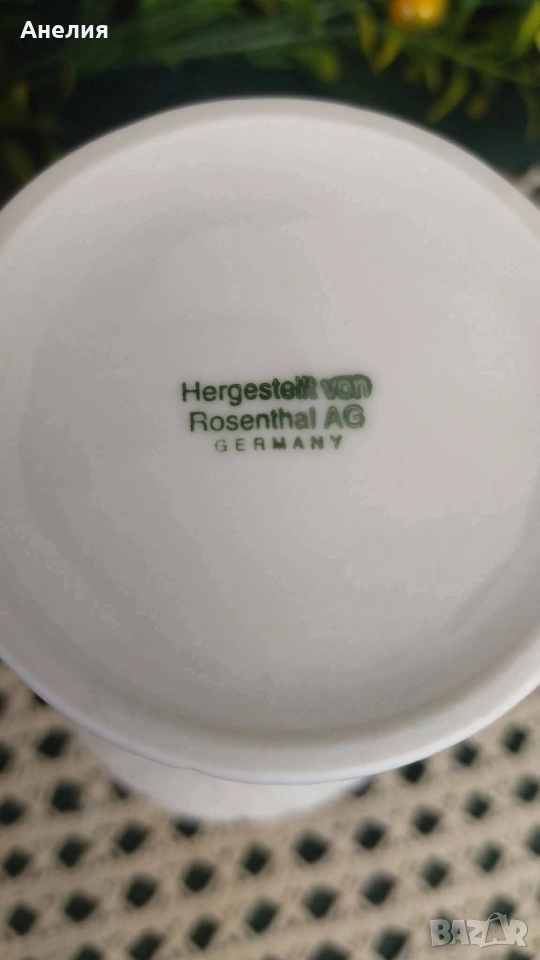 Анелия
Hergestellt von
Rosenthal AG
GERMANY
BAZAR